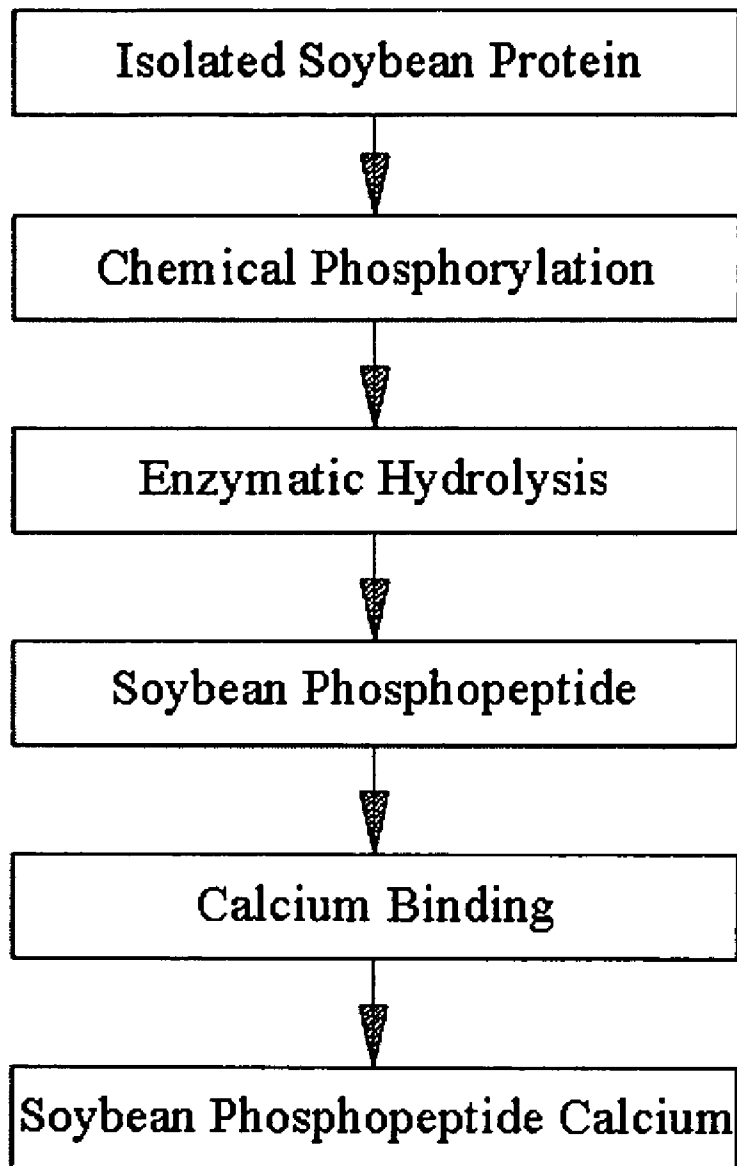 Isolated Soybean Protein
Chemical Phosphorylation
Enzymatic Hydrolysis
Soybean Phosphopeptide
Calcium Binding
Soybean Phosphopeptide Calcium